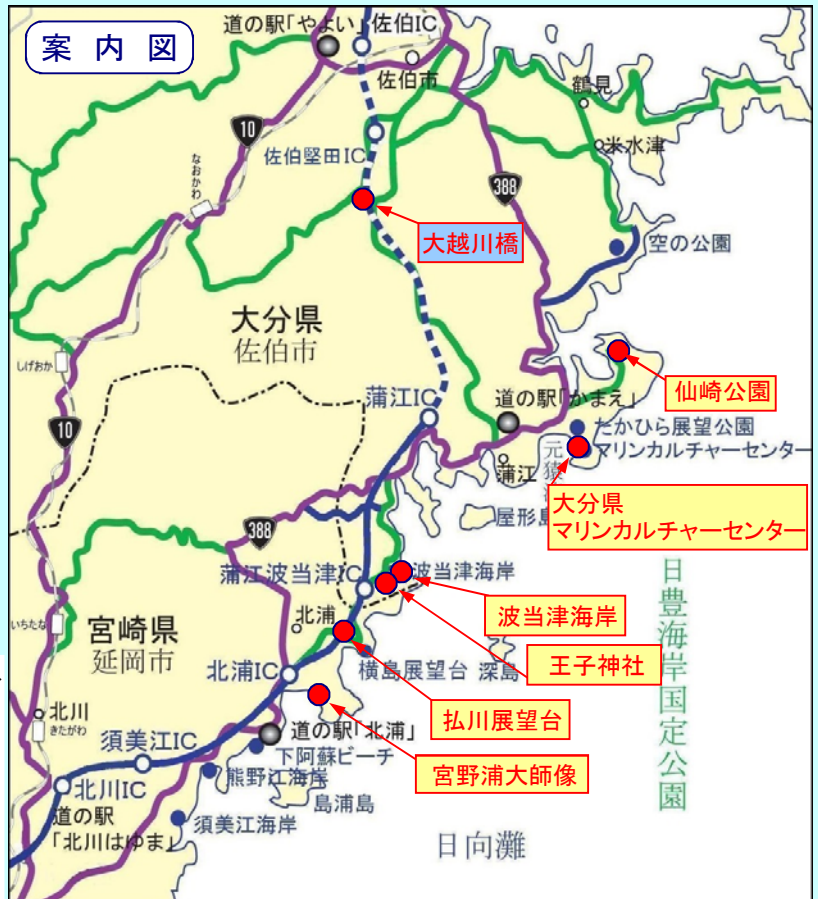 案内図
道の駅「やよい」
佐伯IC
佐伯市
鶴見
10
佐伯堅田IC
米水津
なおかわ
388
大越川橋
空の公園
大分県
佐伯市
しげおか
仙崎公園
蒲江IC
道の駅「かまえ」
10
たかひら展望公園
マリンカルチャーセンター
蒲江
元猿
屋形島
大分県
マリンカルチャーセンター
388
蒲江波当津IC
波当津海岸
日豊海岸国定公園
波当津海岸
いちたな
宮崎県
延岡市
北浦
王子神社
北浦IC
横島展望台
深島
払川展望台
北川
きたがわ
須美江IC
道の駅「北浦」
下阿蘇ビーチ
宮野浦大師像
熊野江海岸
北川IC
島浦島
道の駅
「北川はゆま」
須美江海岸
日向灘